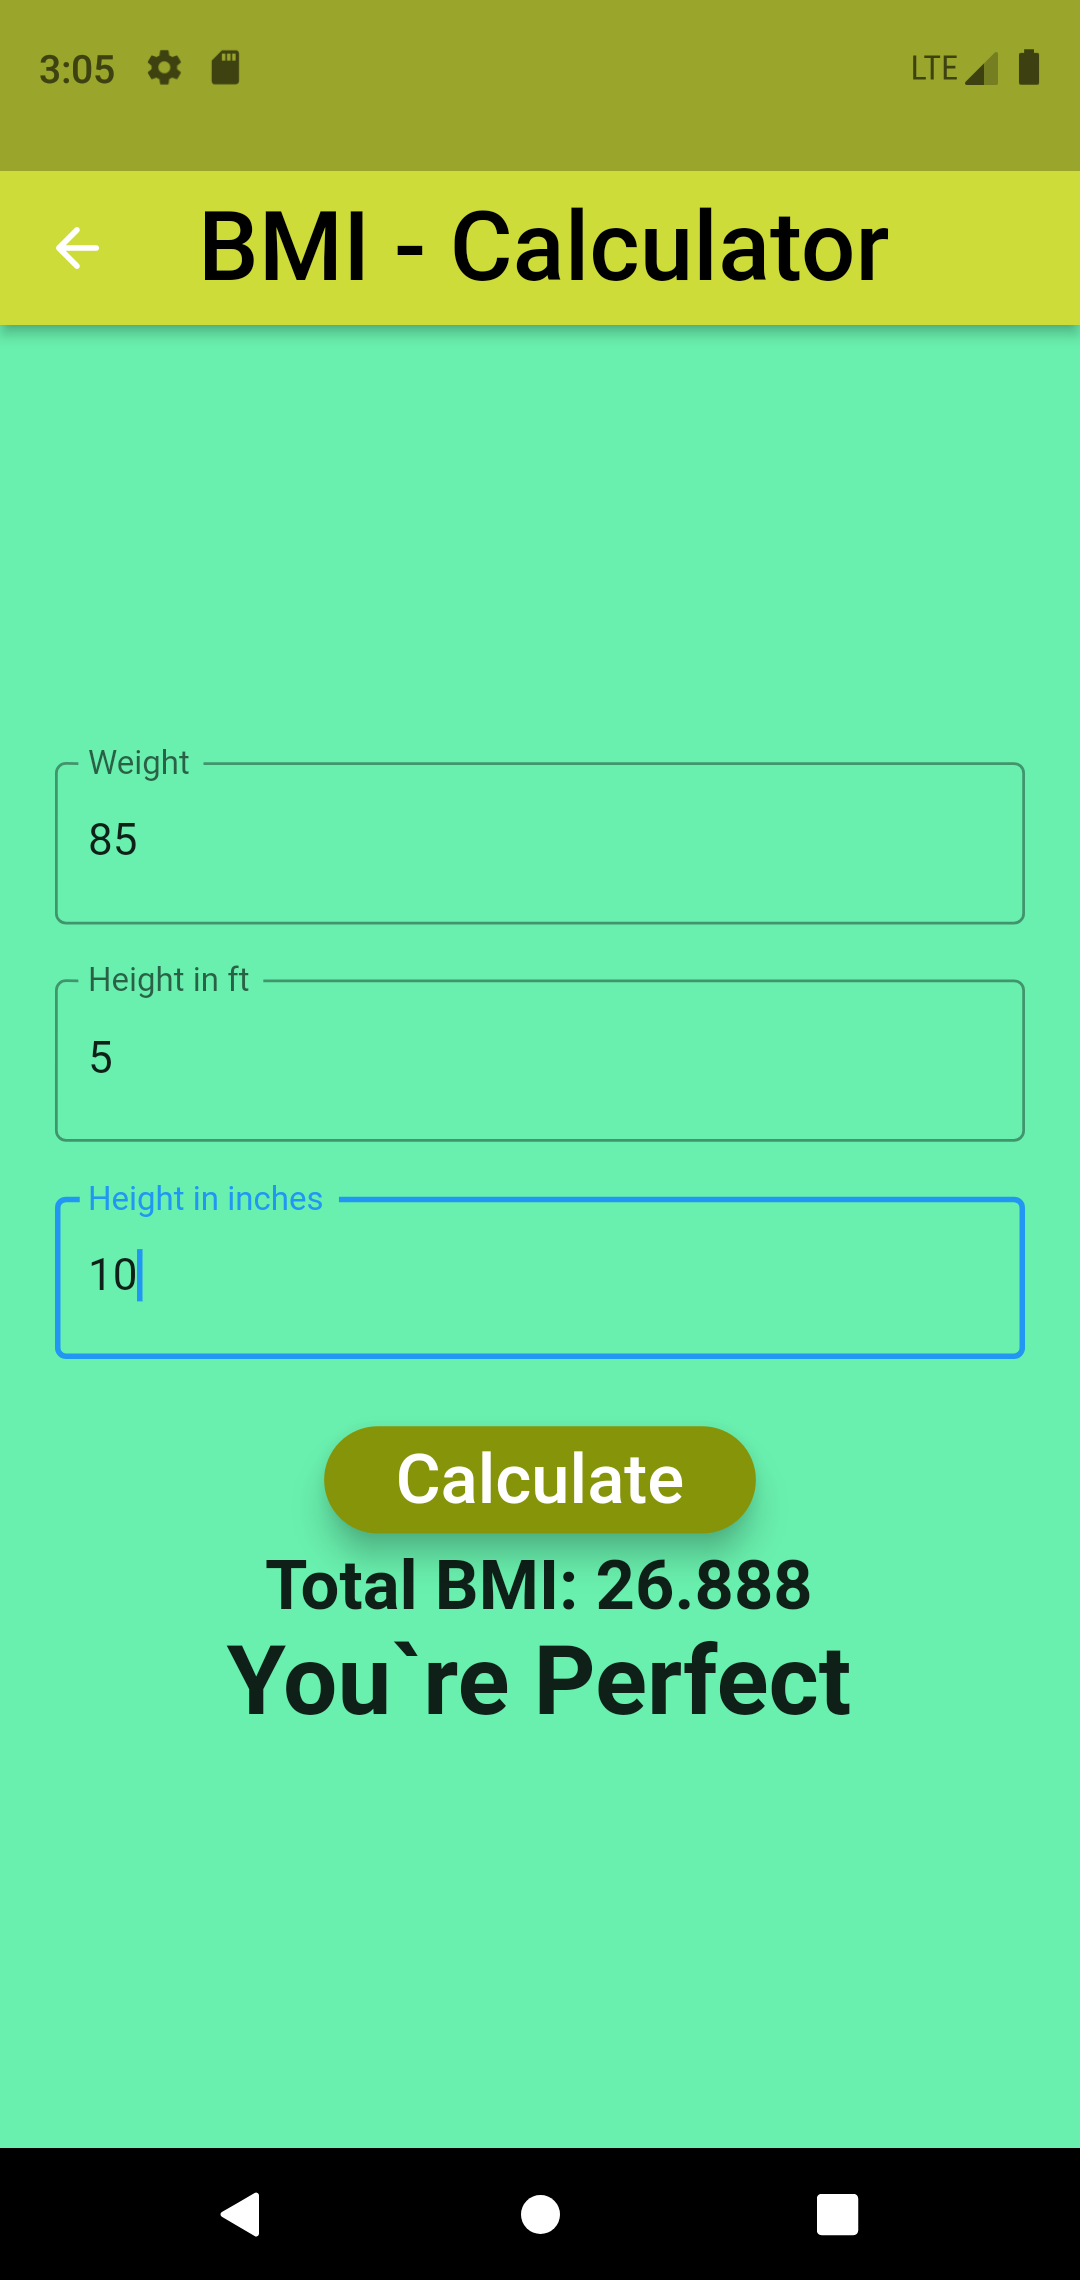 3:05 LTE
BMI - Calculator
Weight
85
Height in ft
5
Height in inches
10
Calculate
Total BMI: 26.888
You`re Perfect